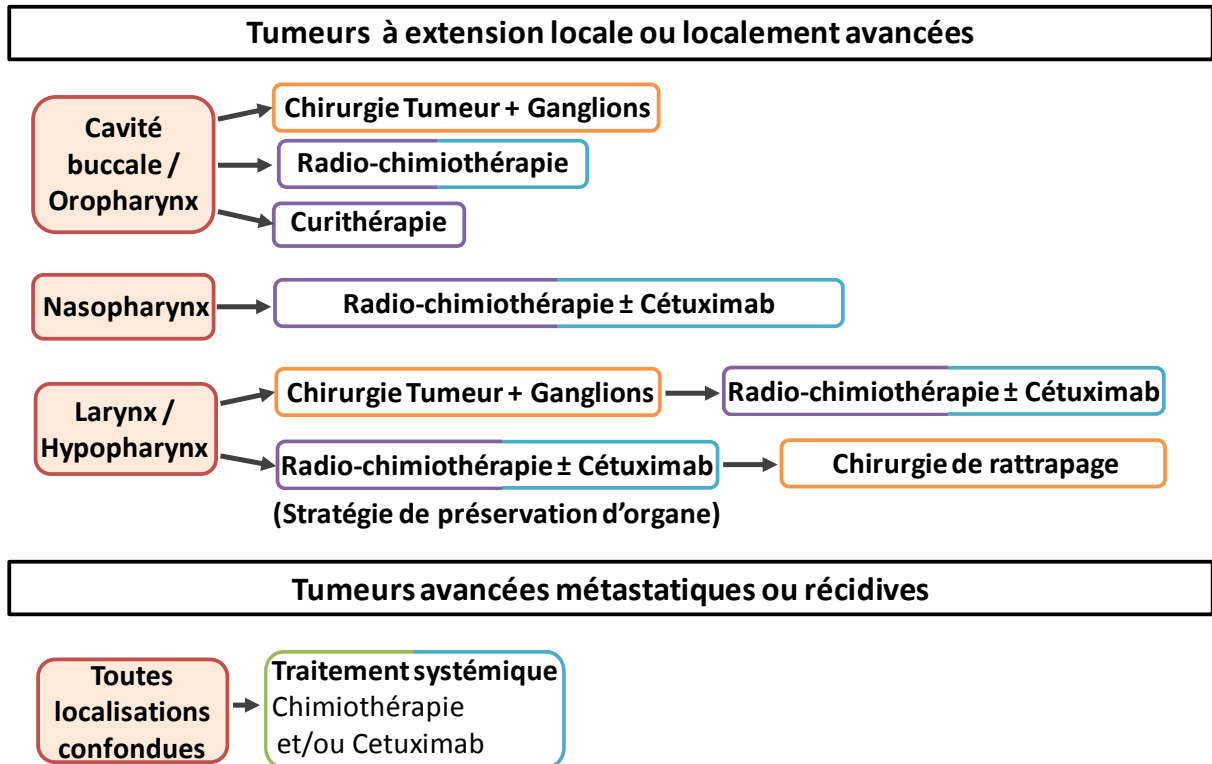 Tumeurs à extension locale ou localement avancées
Cavité
buccale /
Oropharynx
Chirurgie Tumeur + Ganglions
Radio-chimiothérapie
Curithérapie
Nasopharynx
Radio-chimiothérapie ± Cétuximab
Larynx /
Hypopharynx
Chirurgie Tumeur + Ganglions
Radio-chimiothérapie ± Cétuximab
Radio-chimiothérapie ± Cétuximab
Chirurgie de rattrapage
(Stratégie de préservation d'organe)
Tumeurs avancées métastatiques ou récidives
Toutes
localisations
confondues
Traitement systémique
Chimiothérapie
et/ou Cetuximab